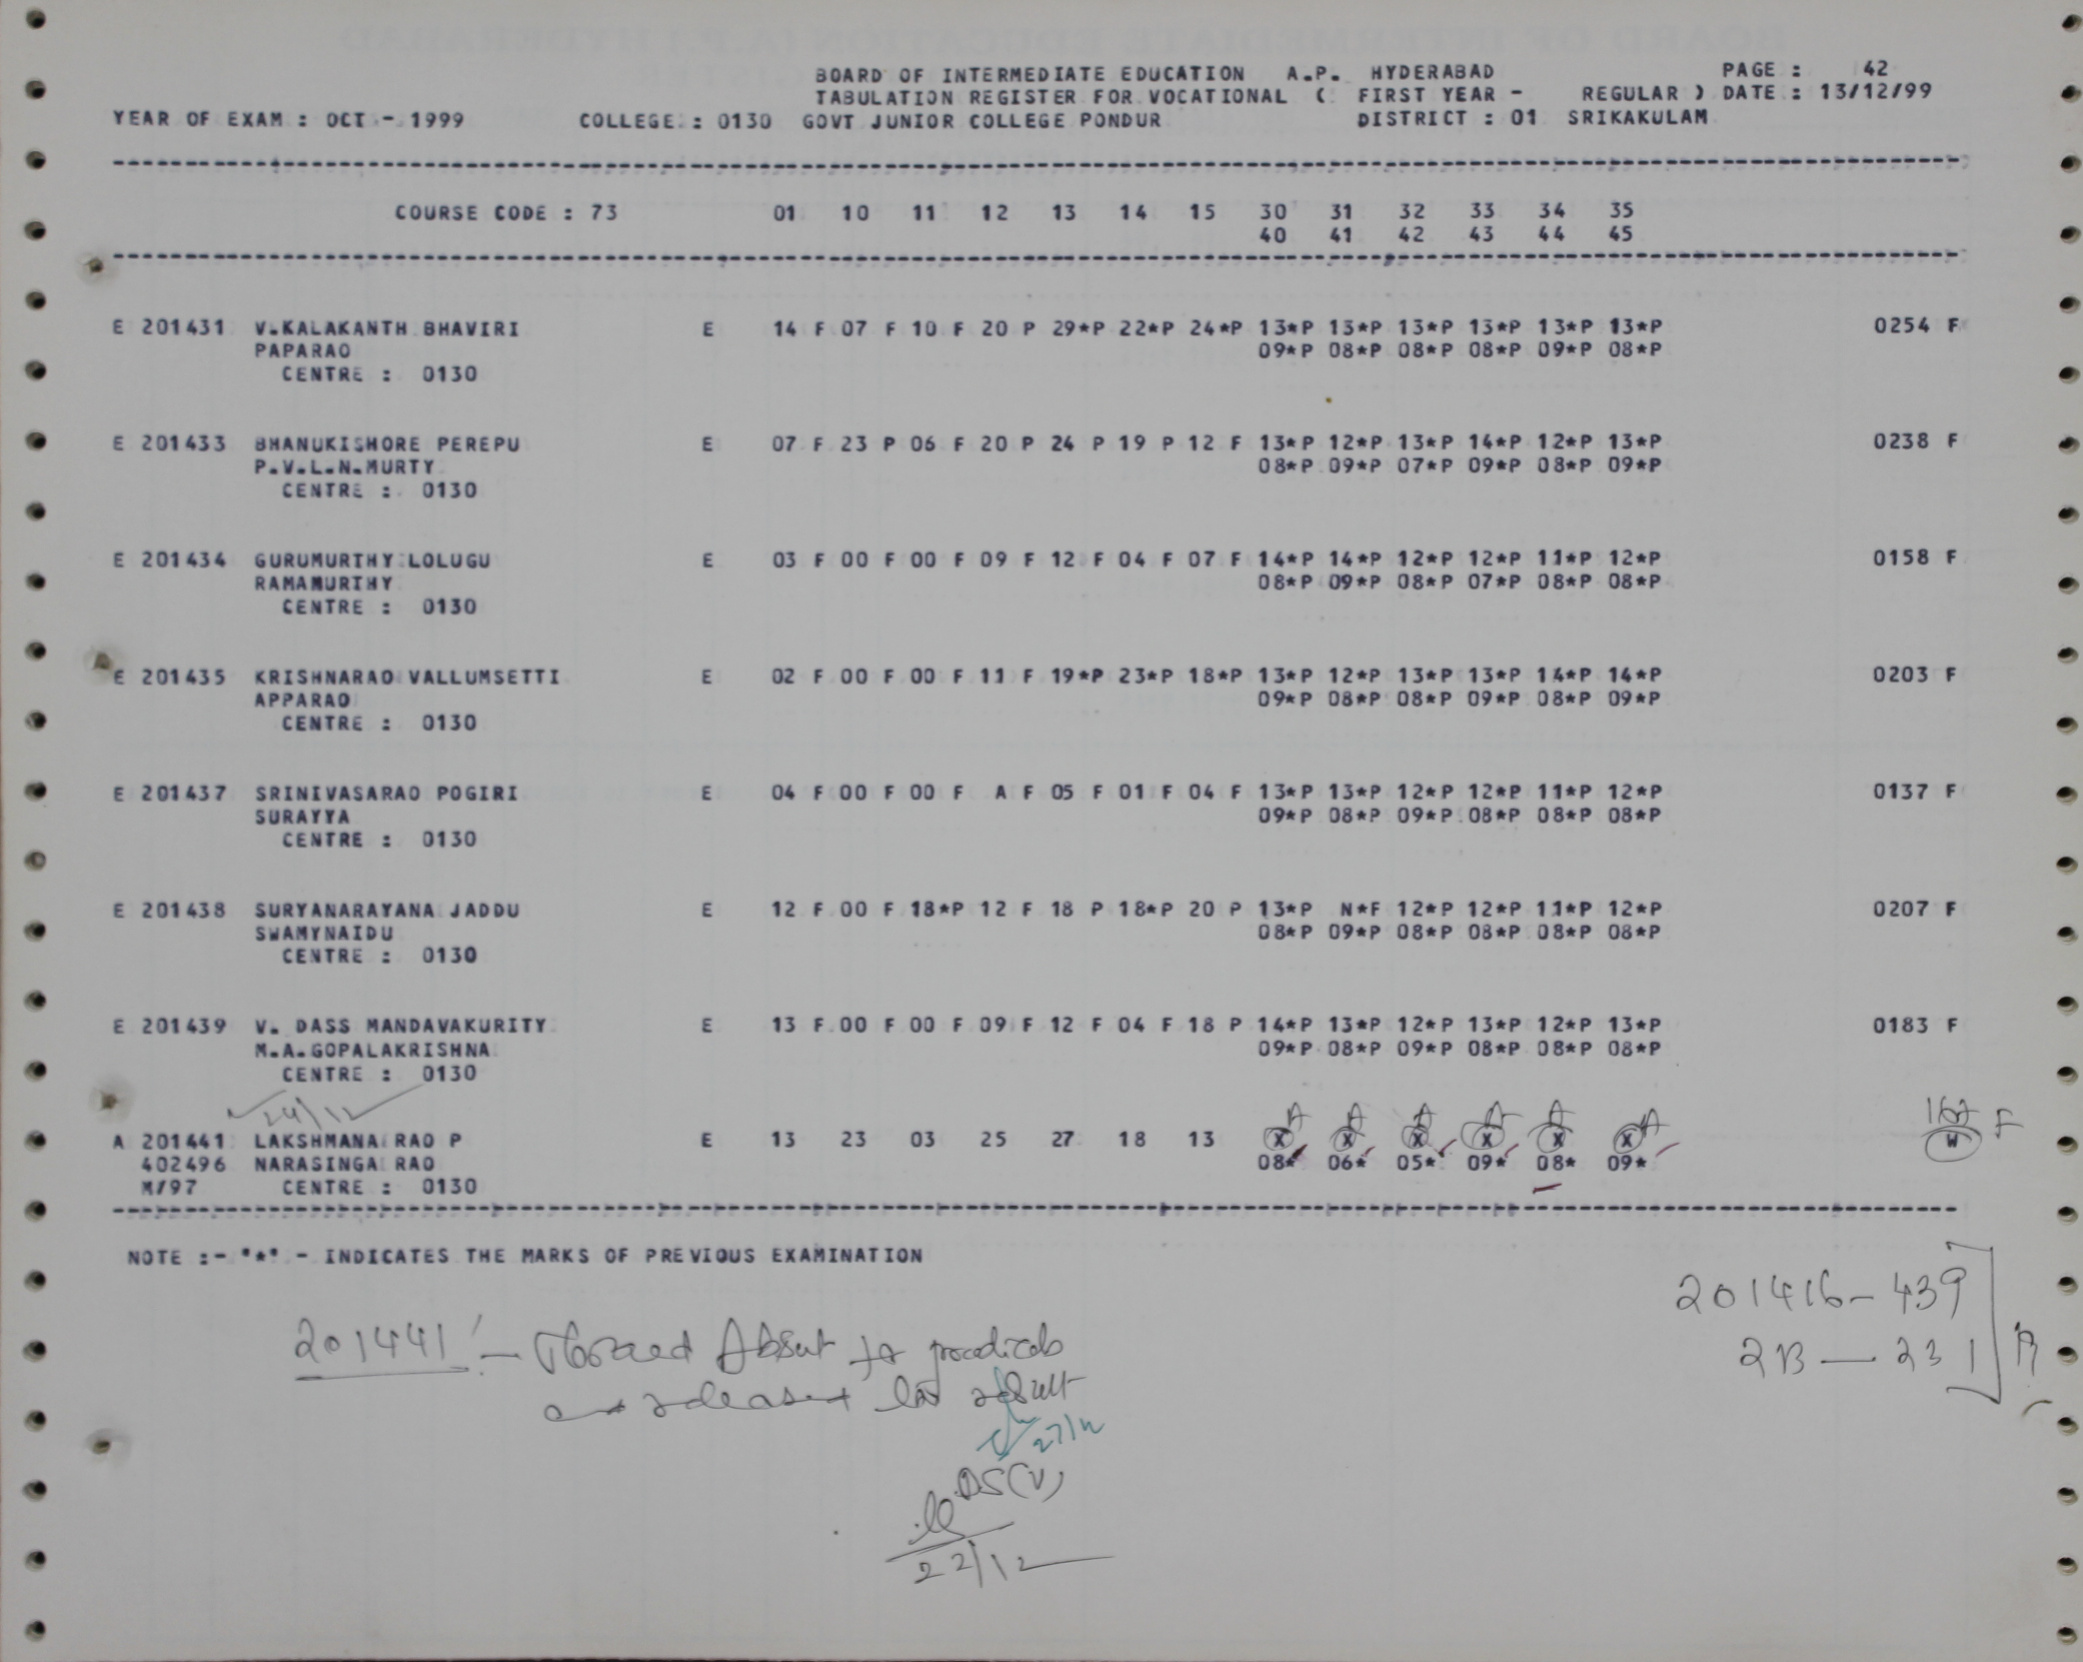 BOARD OF INTERMEDIATE EDUCATION A.P. HYDERABAD PAGE : 42
TABULATION REGISTER FOR VOCATIONAL ( FIRST YEAR - REGULAR ) DATE : 13/12/99
YEAR OF EXAM : OCT - 1999 COLLEGE : 0130 GOVT JUNIOR COLLEGE PONDUR DISTRICT : 01 SRIKAKULAM
COURSE CODE : 73 01 10 11 12 13 14 15 30 31 32 33 34 35
40 41 42 43 44 45
E 201431 V.KALAKANTH BHAVIRI E 14 F 07 F 10 F 20 P 29*P 22*P 24*P 13*P 13*P 13*P 13*P 13*P 13*P 0254 F
PAPARAO 09*P 08*P 08*P 08*P 09*P 08*P
CENTRE : 0130
E 201433 BHANUKISHORE PEREPU E 07 F 23 P 06 F 20 P 24 P 19 P 12 F 13*P 12*P 13*P 14*P 12*P 13*P 0238 F
P.V.L.N.MURTY 08*P 09*P 07*P 09*P 08*P 09*P
CENTRE : 0130
E 201434 GURUMURTHY LOLUGU E 03 F 00 F 00 F 09 F 12 F 04 F 07 F 14*P 14*P 12*P 12*P 11*P 12*P 0158 F
RAMAMURTHY 08*P 09*P 08*P 07*P 08*P 08*P
CENTRE : 0130
E 201435 KRISHNARAO VALLUMSETTI E 02 F 00 F 00 F 11 F 19*P 23*P 18*P 13*P 12*P 13*P 13*P 14*P 14*P 0203 F
APPARAO 09*P 08*P 08*P 09*P 08*P 09*P
CENTRE : 0130
E 201437 SRINIVASARAO POGIRI E 04 F 00 F 00 F A F 05 F 01 F 04 F 13*P 13*P 12*P 12*P 11*P 12*P 0137 F
SURAYYA 09*P 08*P 09*P 08*P 08*P 08*P
CENTRE : 0130
E 201438 SURYANARAYANA JADDU E 12 F 00 F 18*P 12 F 18 P 18*P 20 P 13*P N*F 12*P 12*P 11*P 12*P 0207 F
SWAMYNAIDU 08*P 09*P 08*P 08*P 08*P 08*P
CENTRE : 0130
E 201439 V. DASS MANDAVAKURITY E 13 F 00 F 00 F 09 F 12 F 04 F 18 P 14*P 13*P 12*P 13*P 12*P 13*P 0183 F
M.A.GOPALAKRISHNA 09*P 08*P 09*P 08*P 08*P 08*P
CENTRE : 0130
24/12 A A A A A A 167 F
A 201441 LAKSHMANA RAO P E 13 23 03 25 27 18 13 X X X X X X W
402496 NARASINGA RAO 08* 06* 05* 09* 08* 09*
M/97 CENTRE : 0130
NOTE :- "*" - INDICATES THE MARKS OF PREVIOUS EXAMINATION
201416 - 439
201441 :- Absent for practicals
2B - 231
released his result
27/12
DS(V)
22/12